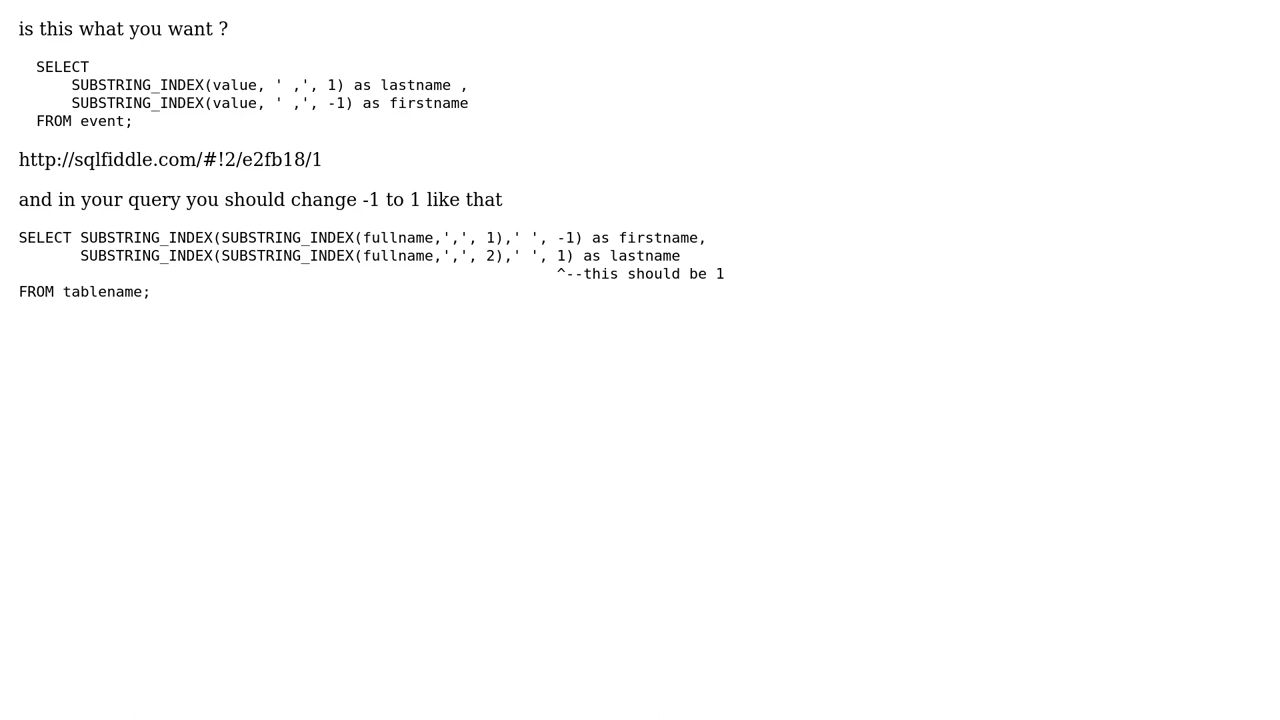 is this what you want ?
SELECT
SUBSTRING_INDEX(value, ' ,', 1) as lastname ,
SUBSTRING_INDEX(value, ' ,', -1) as firstname
FROM event;
http://sqlfiddle.com/#!2/e2fb18/1
and in your query you should change -1 to 1 like that
SELECT SUBSTRING_INDEX(SUBSTRING_INDEX(fullname,',', 1),' ', -1) as firstname,
SUBSTRING_INDEX(SUBSTRING_INDEX(fullname,',', 2),' ', 1) as lastname
^--this should be 1
FROM tablename;